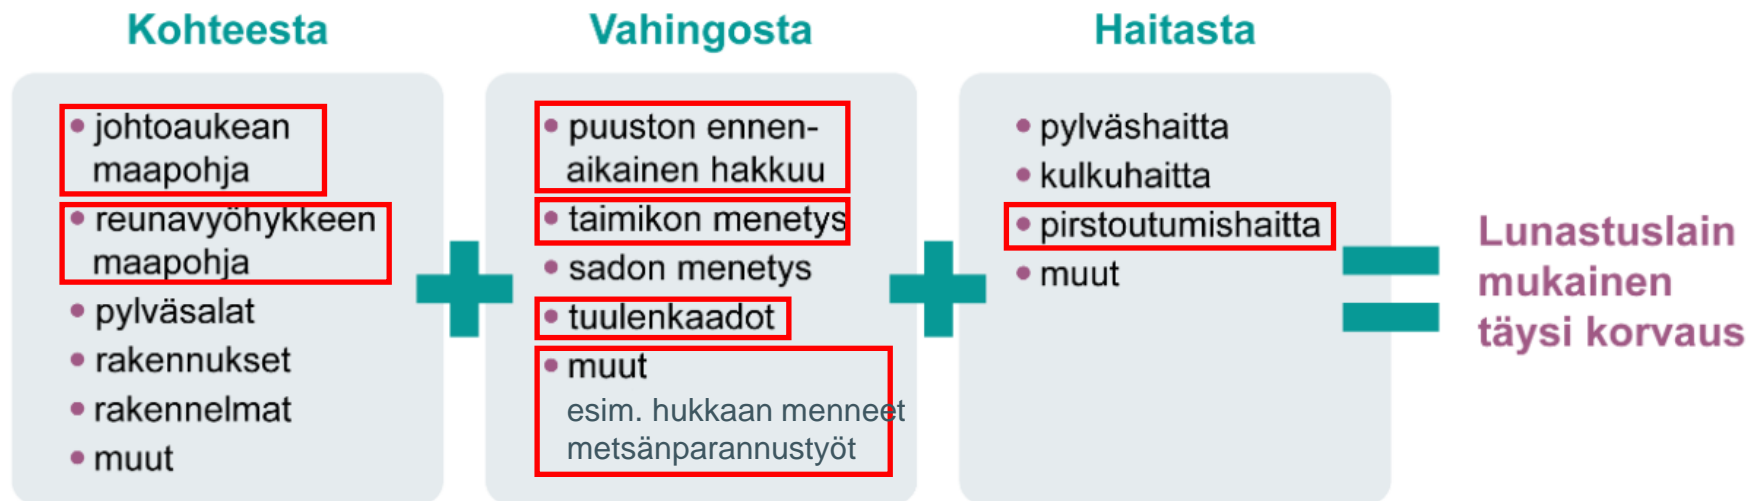 Kohteesta
• johtoaukean
maapohja
• reunavyöhykkeen
maapohja
• pylväsalat
• rakennukset
• rakennelmat
• muut
Vahingosta
• puuston ennen-
aikainen hakkuu
• taimikon menetys
• sadon menetys
• tuulenkaadot
• muut
esim. hukkaan menneet
metsänparannustyöt
Haitasta
• pylväshaitta
• kulkuhaitta
• pirstoutumishaitta
• muut
Lunastuslain
mukainen
täysi korvaus